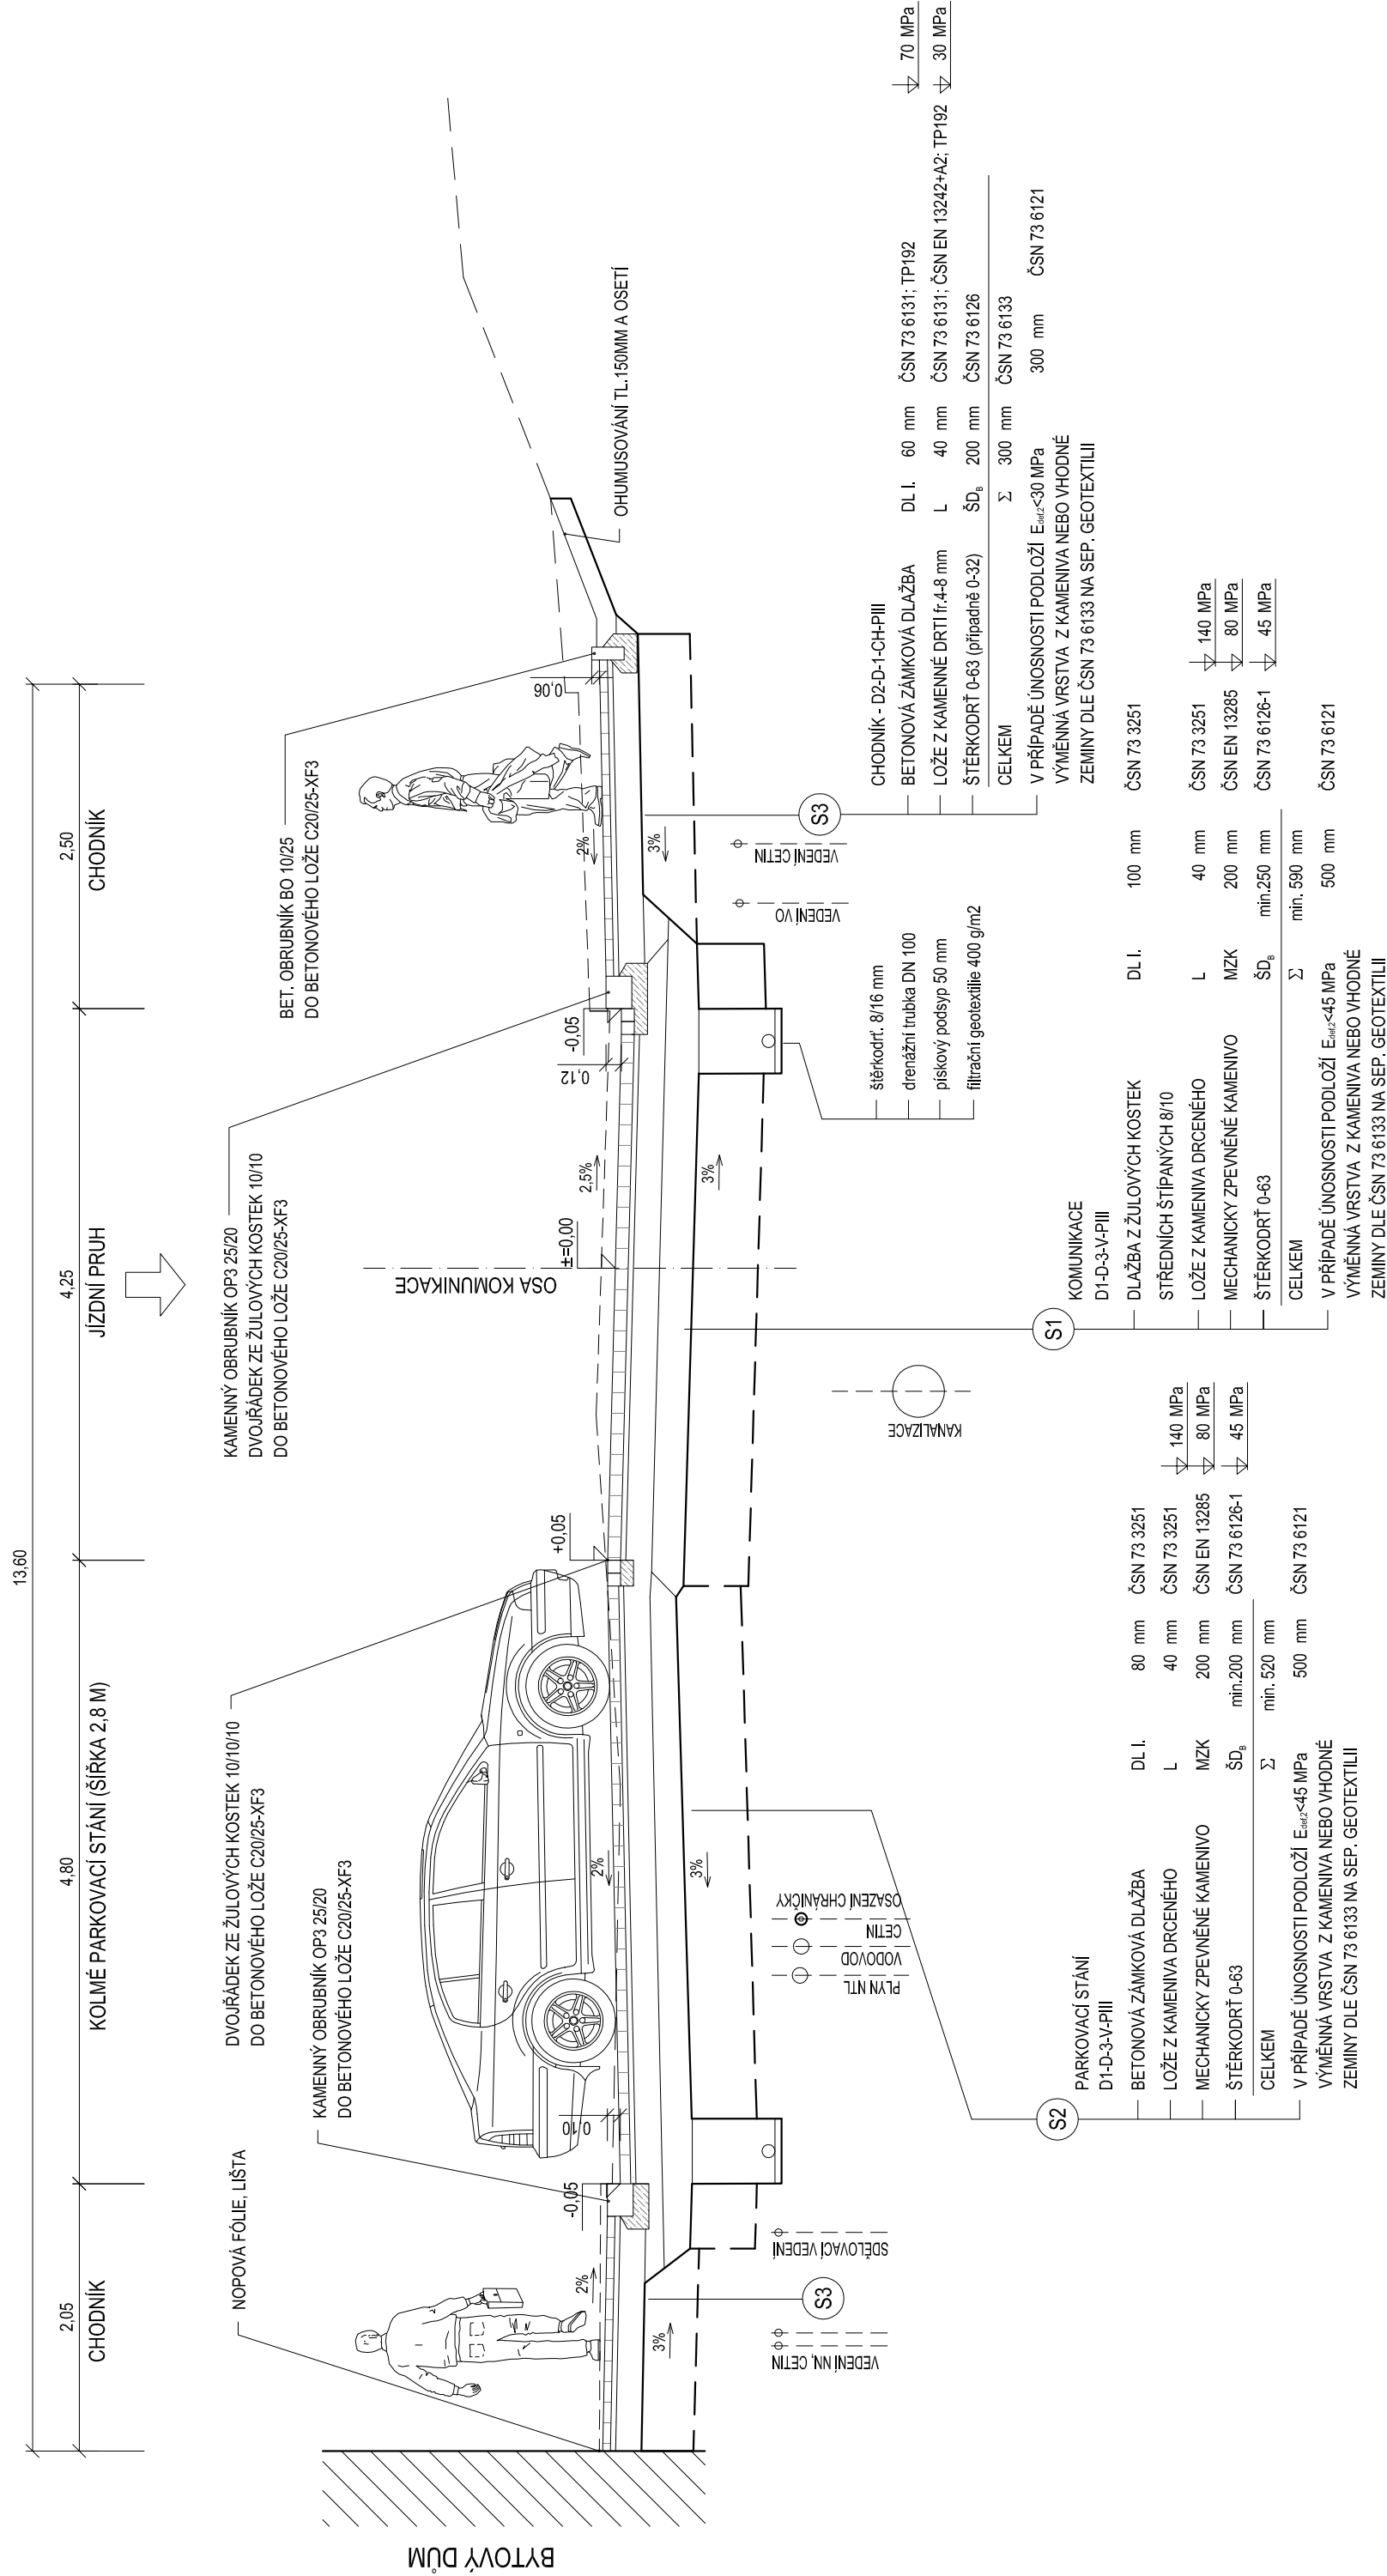 13,60
2,05
4,80
4,25
2,50
CHODNÍK
KOLMÉ PARKOVACÍ STÁNÍ (ŠÍRKA 2,8 M)
JÍZDNÍ PRUH
CHODNÍK
NOPOVÁ FÓLIE, LIŠTA
DVOJŘÁDEK ZE ŽULOVÝCH KOSTEK 10/10/10
DO BETONOVÉHO LOŽE C20/25-XF3
KAMENNÝ OBRUBNÍK OP3 25/20
DO BETONOVÉHO LOŽE C20/25-XF3
KAMENNÝ OBRUBNÍK OP3 25/20
DVOJŘÁDEK ZE ŽULOVÝCH KOSTEK 10/10
DO BETONOVÉHO LOŽE C20/25-XF3
BET. OBRUBNÍK BO 10/25
DO BETONOVÉHO LOŽE C20/25-XF3
OHUMUSOVÁNÍ TL.150MM A OSETÍ
BYTOVÝ DŮM
OSA KOMUNIKACE
-0,05
0,10
+0,05
±=0,00
-0,05
0,12
0,06
2%
2%
2,5%
2%
3%
3%
3%
3%
VEDENÍ NN, CETIN
SDĚLOVACÍ VEDENÍ
PLYN NTL
VODOVOD
CETIN
OSAZENÍ CHRÁNIČKY
KANALIZACE
VEDENÍ VO
VEDENÍ CETIN
S3
S2
S1
S3
štěrkodrť. 8/16 mm
drenážní trubka DN 100
pískový podsyp 50 mm
filtrační geotextilie 400 g/m2
PARKOVACÍ STÁNÍ
D1-D-3-V-PIII
BETONOVÁ ZÁMKOVÁ DLAŽBA DL I. 80 mm ČSN 73 3251
LOŽE Z KAMENIVA DRCENÉHO L 40 mm ČSN 73 3251 140 MPa
MECHANICKY ZPEVNĚNÉ KAMENIVO MZK 200 mm ČSN EN 13285 80 MPa
ŠTĚRKODRŤ 0-63 ŠDB min.200 mm ČSN 73 6126-1 45 MPa
CELKEM Σ min. 520 mm
V PŘÍPADĚ ÚNOSNOSTI PODLOŽÍ Edef,2<45 MPa 500 mm ČSN 73 6121
VÝMĚNNÁ VRSTVA Z KAMENIVA NEBO VHODNÉ
ZEMINY DLE ČSN 73 6133 NA SEP. GEOTEXTILII
KOMUNIKACE
D1-D-3-V-PIII
DLAŽBA Z ŽULOVÝCH KOSTEK DL I. 100 mm ČSN 73 3251
STŘEDNÍCH ŠTÍPANÝCH 8/10
LOŽE Z KAMENIVA DRCENÉHO L 40 mm ČSN 73 3251 140 MPa
MECHANICKY ZPEVNĚNÉ KAMENIVO MZK 200 mm ČSN EN 13285 80 MPa
ŠTĚRKODRŤ 0-63 ŠDB min.250 mm ČSN 73 6126-1 45 MPa
CELKEM Σ min. 590 mm
V PŘÍPADĚ ÚNOSNOSTI PODLOŽÍ Edef,2<45 MPa 500 mm ČSN 73 6121
VÝMĚNNÁ VRSTVA Z KAMENIVA NEBO VHODNÉ
ZEMINY DLE ČSN 73 6133 NA SEP. GEOTEXTILII
CHODNÍK - D2-D-1-CH-PIII
BETONOVÁ ZÁMKOVÁ DLAŽBA DL I. 60 mm ČSN 73 6131; TP192 70 MPa
LOŽE Z KAMENNÉ DRTI fr.4-8 mm L 40 mm ČSN 73 6131; ČSN EN 13242+A2; TP192 30 MPa
ŠTĚRKODRŤ 0-63 (případně 0-32) ŠDB 200 mm ČSN 73 6126
CELKEM Σ 300 mm ČSN 73 6133
V PŘÍPADĚ ÚNOSNOSTI PODLOŽÍ Edef,2<30 MPa 300 mm ČSN 73 6121
VÝMĚNNÁ VRSTVA Z KAMENIVA NEBO VHODNÉ
ZEMINY DLE ČSN 73 6133 NA SEP. GEOTEXTILII